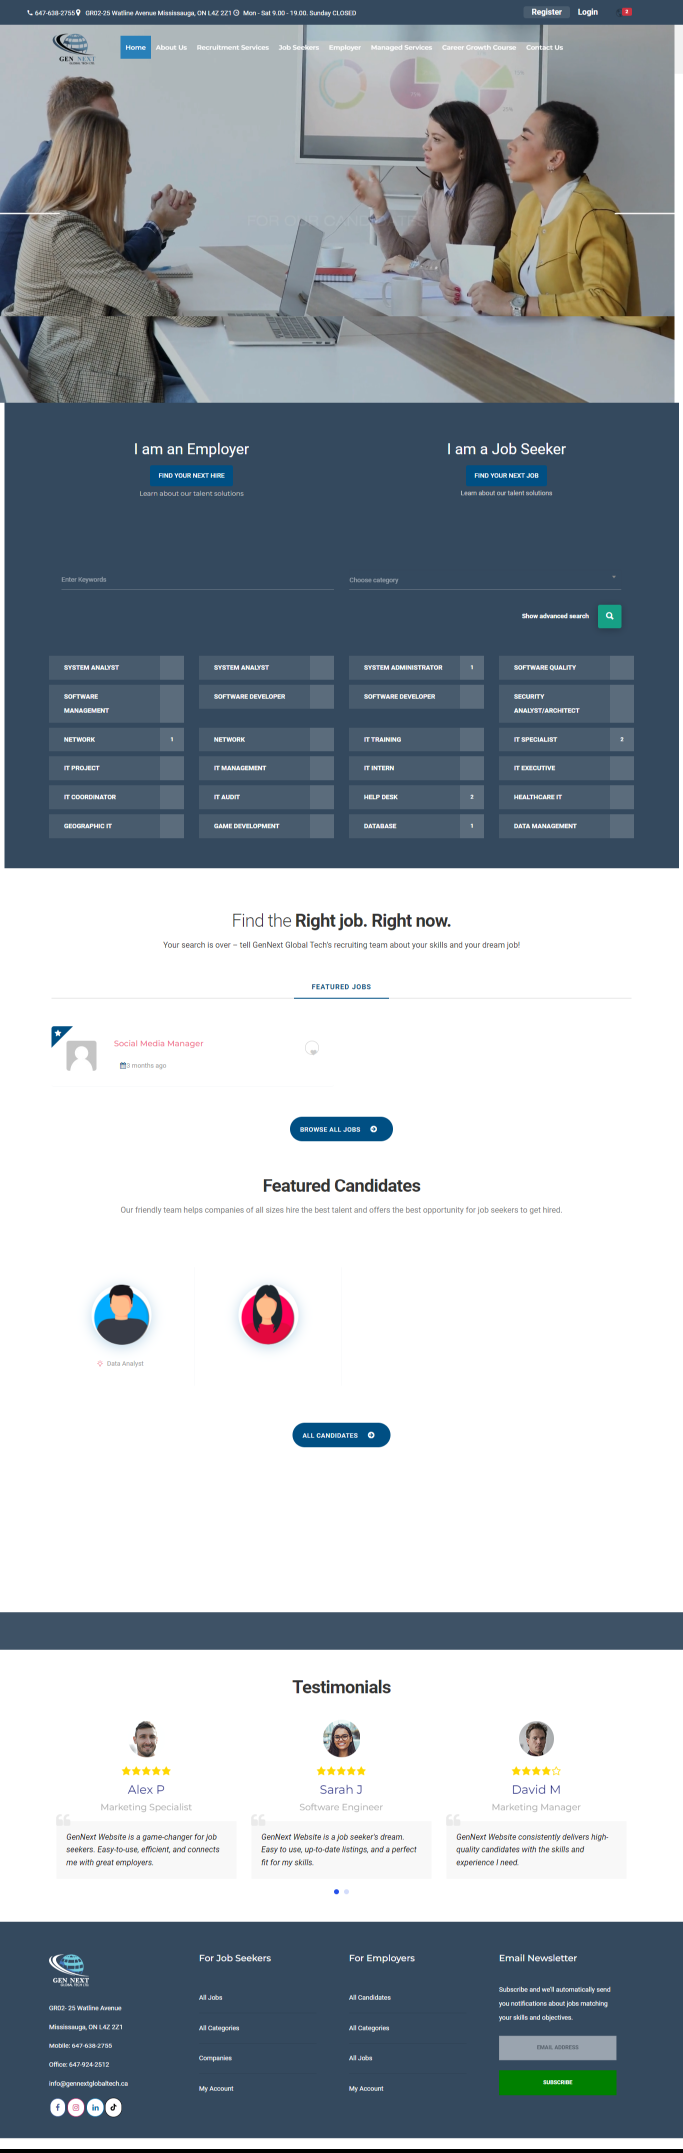 647-638-2755 GR02-25 Watline Avenue Mississauga, ON L4Z 2Z1 Mon - Sat 9.00 - 19.00. Sunday CLOSED
Register Login 3
GEN NEXT
GLOBAL TECH LTD
Home About Us Recruitment Services Job Seekers Employer Managed Services Career Growth Course Contact Us
FOR OUR CANDIDATE
I am an Employer
FIND YOUR NEXT HIRE
Learn about our talent solutions
I am a Job Seeker
FIND YOUR NEXT JOB
Learn about our talent solutions
Enter Keywords
Choose category
Show advanced search
SYSTEM ANALYST
SYSTEM ANALYST
SYSTEM ADMINISTRATOR 1
SOFTWARE QUALITY
SOFTWARE
MANAGEMENT
SOFTWARE DEVELOPER
SOFTWARE DEVELOPER
SECURITY
ANALYST/ARCHITECT
NETWORK 1
NETWORK
IT TRAINING
IT SPECIALIST 2
IT PROJECT
IT MANAGEMENT
IT INTERN
IT EXECUTIVE
IT COORDINATOR
IT AUDIT
HELP DESK 2
HEALTHCARE IT
GEOGRAPHIC IT
GAME DEVELOPMENT
DATABASE 1
DATA MANAGEMENT
Find the Right job. Right now.
Your search is over – tell GenNext Global Tech's recruiting team about your skills and your dream job!
FEATURED JOBS
Social Media Manager
3 months ago
BROWSE ALL JOBS
Featured Candidates
Our friendly team helps companies of all sizes hire the best talent and offers the best opportunity for job seekers to get hired.
Data Analyst
ALL CANDIDATES
Testimonials
Alex P
Marketing Specialist
GenNext Website is a game-changer for job
seekers. Easy-to-use, efficient, and connects
me with great employers.
Sarah J
Software Engineer
GenNext Website is a job seeker's dream.
Easy to use, up-to-date listings, and a perfect
fit for my skills.
David M
Marketing Manager
GenNext Website consistently delivers high-
quality candidates with the skills and
experience I need.
GEN NEXT
GLOBAL TECH LTD
GR02- 25 Watline Avenue
Mississauga, ON L4Z 2Z1
Mobile: 647-638-2755
Office: 647-924-2512
info@gennextglobaltech.ca
For Job Seekers
All Jobs
All Categories
Companies
My Account
For Employers
All Candidates
All Categories
All Jobs
My Account
Email Newsletter
Subscribe and we'll automatically send
you notifications about jobs matching
your skills and objectives.
EMAIL ADDRESS
SUBSCRIBE